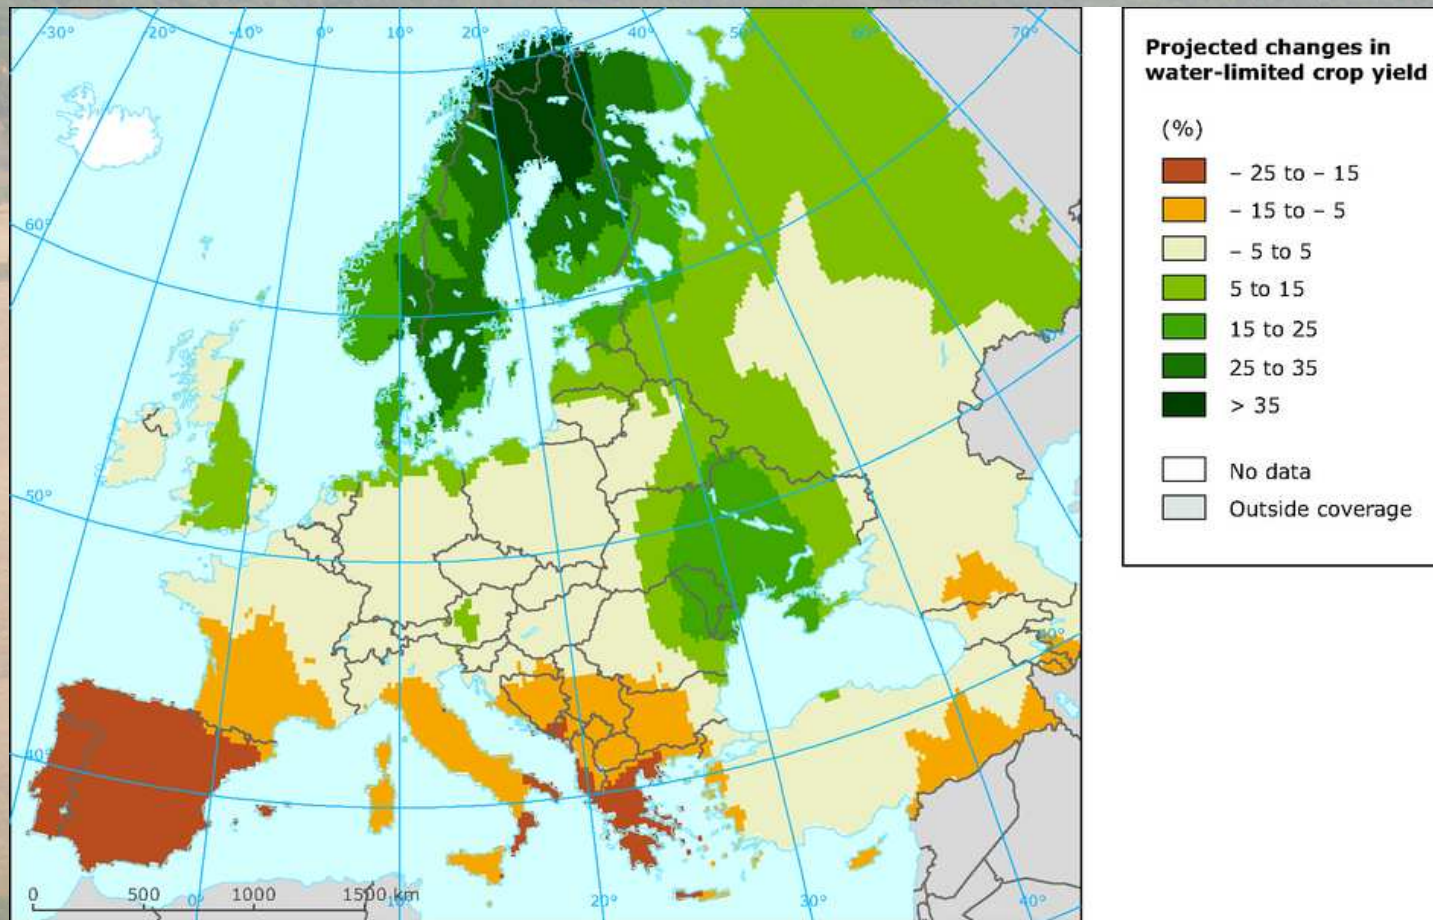 -30°
-20°
-10°
0°
10°
20°
30°
40°
50°
60°
70°
60°
50°
40°
40°
0 500 1000 1500 km
0°
10°
20°
30°
40°
Projected changes in
water-limited crop yield
(%)
– 25 to – 15
– 15 to – 5
– 5 to 5
5 to 15
15 to 25
25 to 35
> 35
No data
Outside coverage